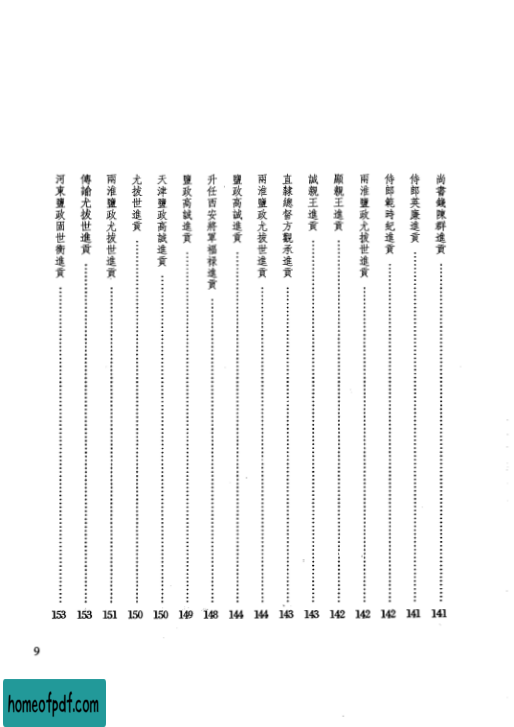 尚書錢陳群進貢 141
侍郎英廉進貢 141
侍郎範時紀進貢 142
兩淮鹽政尤拔世進貢 142
顯親王進貢 142
誠親王進貢 143
直隸總督方觀承進貢 143
兩淮鹽政尤拔世進貢 144
鹽政高誠進貢 144
升任西安將軍福祿進貢 148
鹽政高誠進貢 149
天津鹽政高誠進貢 150
尤拔世進貢 150
兩淮鹽政尤拔世進貢 151
傳諭尤拔世進貢 153
河東鹽政固世衡進貢 153
9
homeofpdf.com